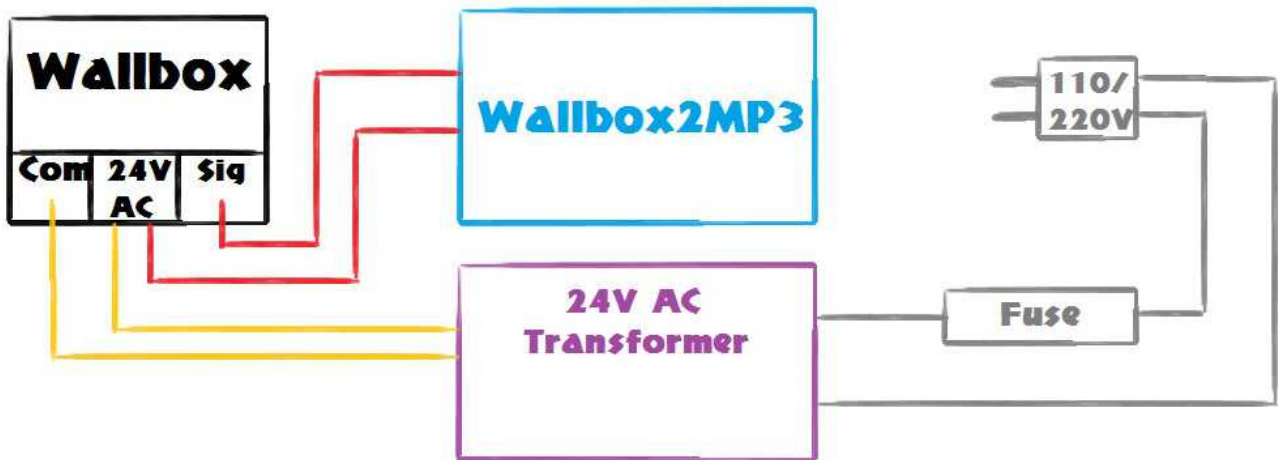 Wallbox
Com
24V
AC
Sig
Wallbox2MP3
110/
220V
24V AC
Transformer
Fuse